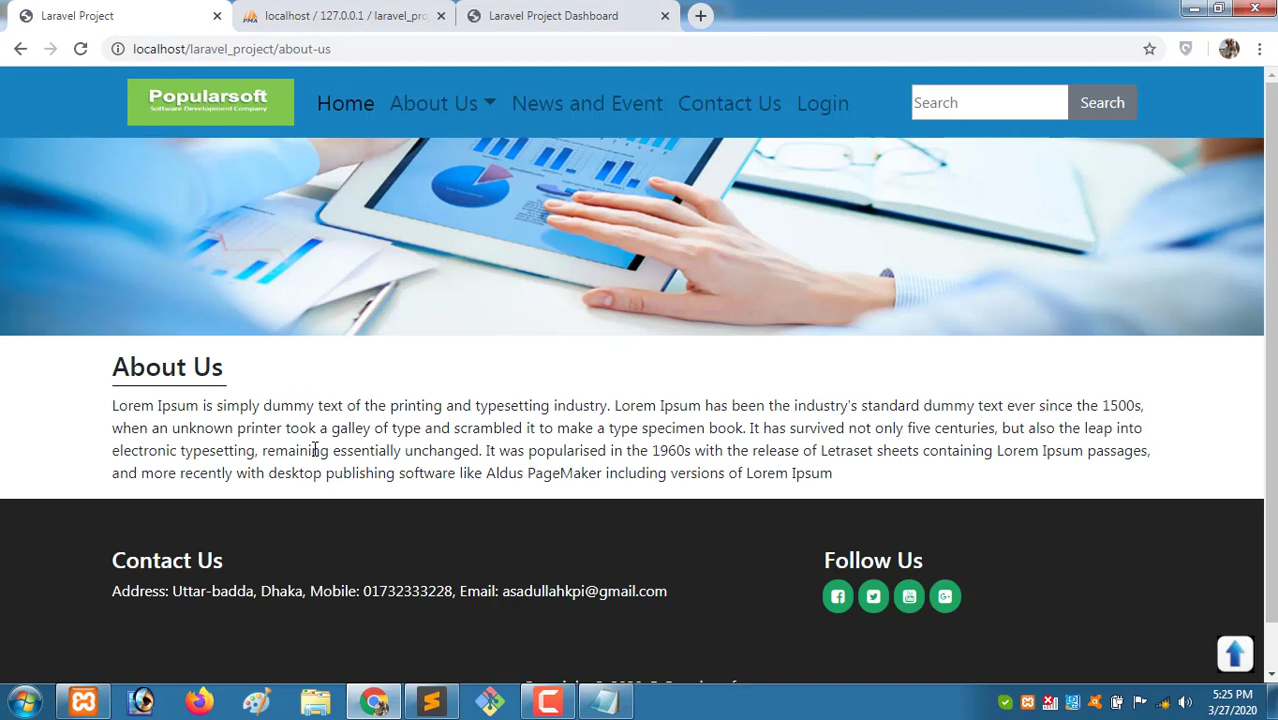 Laravel Project
localhost / 127.0.0.1 / laravel_pro
Laravel Project Dashboard
localhost/laravel_project/about-us
Popularsoft
Software Development Company
Home
About Us
News and Event
Contact Us
Login
Search
Search
About Us
Lorem Ipsum is simply dummy text of the printing and typesetting industry. Lorem Ipsum has been the industry's standard dummy text ever since the 1500s,
when an unknown printer took a galley of type and scrambled it to make a type specimen book. It has survived not only five centuries, but also the leap into
electronic typesetting, remaining essentially unchanged. It was popularised in the 1960s with the release of Letraset sheets containing Lorem Ipsum passages,
and more recently with desktop publishing software like Aldus PageMaker including versions of Lorem Ipsum
Contact Us
Address: Uttar-badda, Dhaka, Mobile: 01732333228, Email: asadullahkpi@gmail.com
Follow Us
5:25 PM
3/27/2020